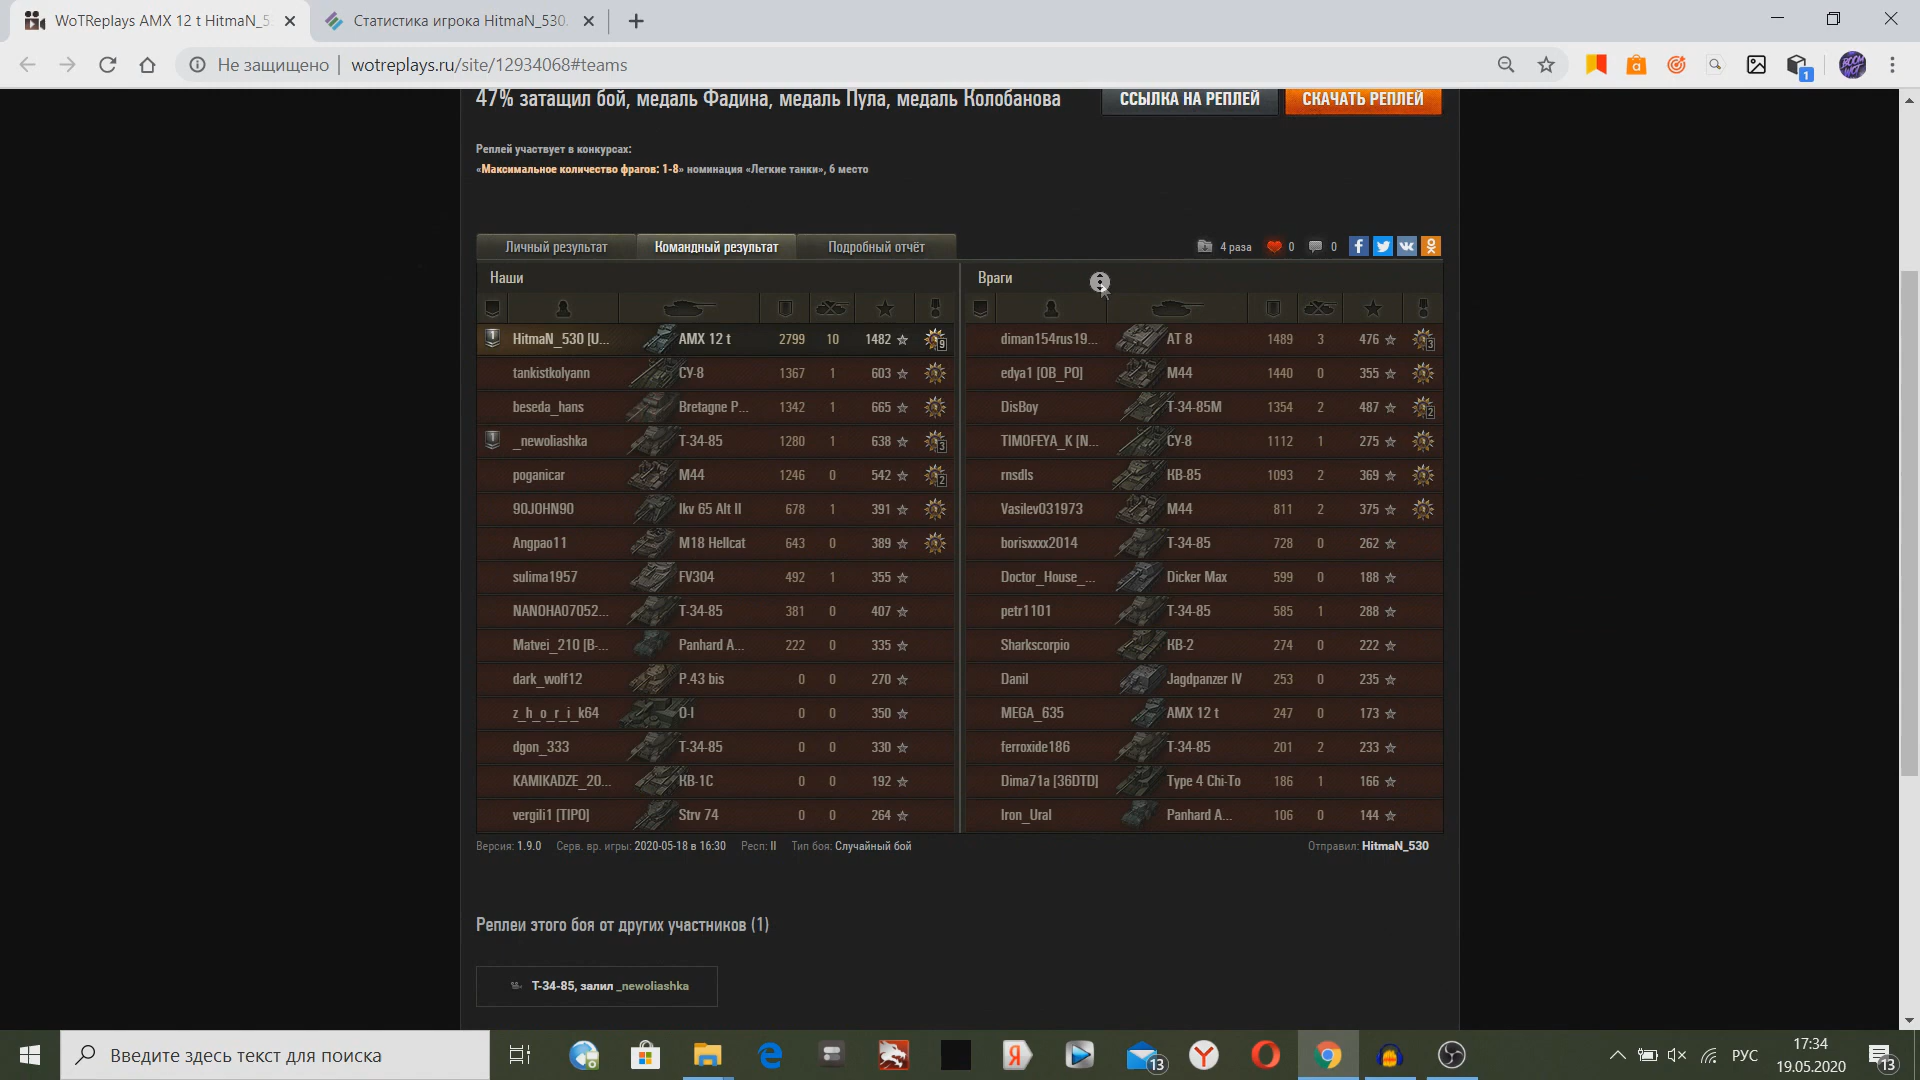 WoTReplays AMX 12 t HitmaN_5
Статистика игрока HitmaN_530
Не защищено
wotreplays.ru/site/12934068#teams
1
47% затащил бой, медаль Фадина, медаль Пула, медаль Колобанова
ССЫЛКА НА РЕПЛЕЙ
СКАЧАТЬ РЕПЛЕЙ
Реплей участвует в конкурсах:
«Максимальное количество фрагов: 1-8» номинация «Легкие танки», 6 место
Личный результат
Командный результат
Подробный отчёт
4 раза 0 0
Наши
Враги
1 HitmaN_530 [U... AMX 12 t 2799 10 1482 9
diman154rus19... AT 8 1489 3 476 3
tankistkolyann СУ-8 1367 1 603
edya1 [OB_PO] M44 1440 0 355
beseda_hans Bretagne P... 1342 1 665
DisBoy Т-34-85М 1354 2 487 2
1 _newoliashka Т-34-85 1280 1 638 3
TIMOFEYA_K [N... СУ-8 1112 1 275
poganicar M44 1246 0 542 2
rnsdls КВ-85 1093 2 369
90JOHN90 Ikv 65 Alt II 678 1 391
Vasilev031973 M44 811 2 375
Angpao11 M18 Hellcat 643 0 389
borisxxxx2014 Т-34-85 728 0 262
sulima1957 FV304 492 1 355
Doctor_House_... Dicker Max 599 0 188
NANOHA07052... Т-34-85 381 0 407
petr1101 Т-34-85 585 1 288
Matvei_210 [B-... Panhard A... 222 0 335
Sharkscorpio КВ-2 274 0 222
dark_wolf12 P.43 bis 0 0 270
Danil Jagdpanzer IV 253 0 235
z_h_o_r_i_k64 O-I 0 0 350
MEGA_635 AMX 12 t 247 0 173
dgon_333 Т-34-85 0 0 330
ferroxide186 Т-34-85 201 2 233
KAMIKADZE_20... КВ-1С 0 0 192
Dima71a [36DTD] Type 4 Chi-To 186 1 166
vergili1 [TIPO] Strv 74 0 0 264
Iron_Ural Panhard A... 106 0 144
Версия: 1.9.0 Серв. вр. игры: 2020-05-18 в 16:30 Респ: II Тип боя: Случайный бой
Отправил: HitmaN_530
Реплеи этого боя от других участников (1)
Т-34-85, залил _newoliashka
Введите здесь текст для поиска
13
РУС
17:34
19.05.2020
13